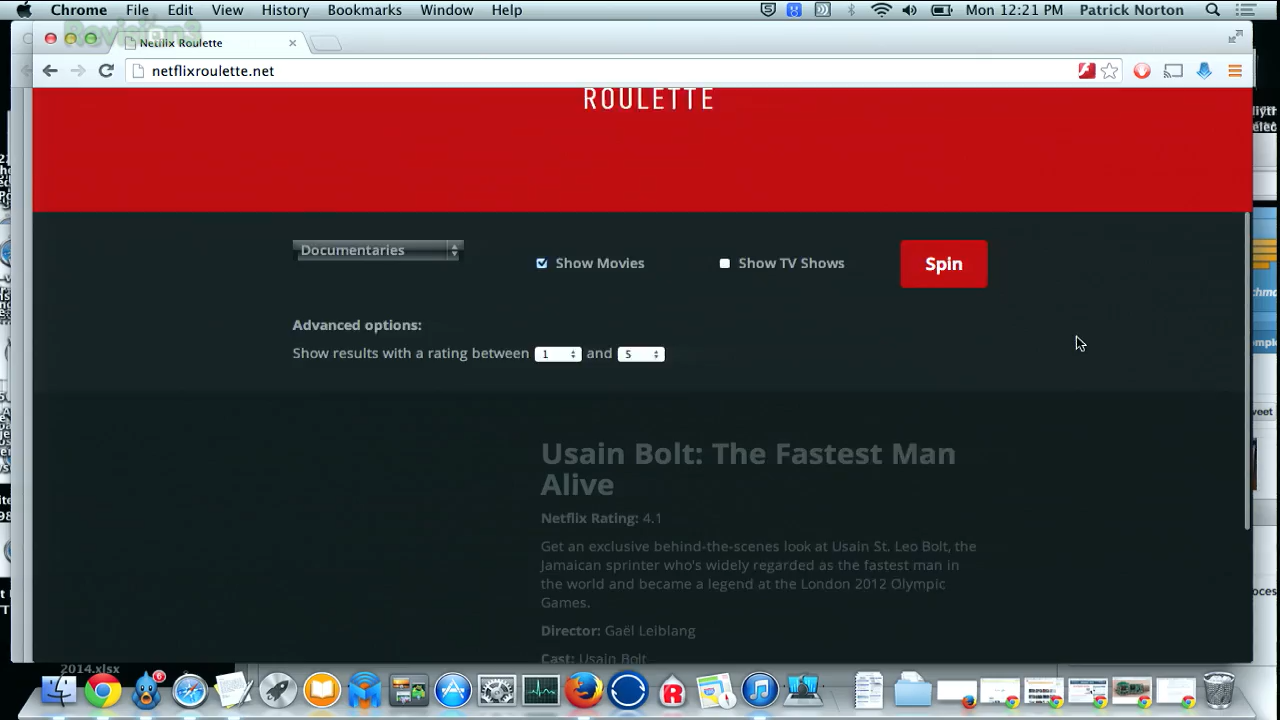 Chrome File Edit View History Bookmarks Window Help Mon 12:21 PM Patrick Norton
Revision3
Netflix Roulette
netflixroulette.net
ROULETTE
Documentaries
Show Movies
Show TV Shows
Spin
Advanced options:
Show results with a rating between 1 and 5
Usain Bolt: The Fastest Man
Alive
Netflix Rating: 4.1
Get an exclusive behind-the-scenes look at Usain St. Leo Bolt, the
Jamaican sprinter who's widely regarded as the fastest man in
the world and became a legend at the London 2012 Olympic
Games.
Director: Gaël Leiblang
Cast: Usain Bolt
2014.xlsx
6